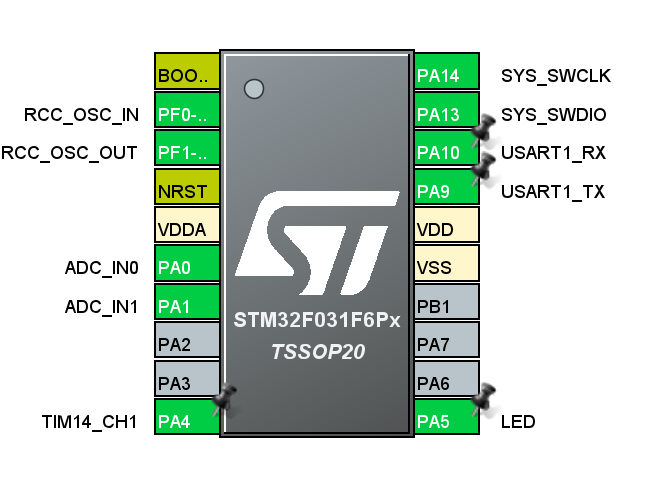 BOO.. PA14 SYS_SWCLK
RCC_OSC_IN PF0-.. PA13 SYS_SWDIO
RCC_OSC_OUT PF1-.. PA10 USART1_RX
NRST PA9 USART1_TX
VDDA VDD
ADC_IN0 PA0 VSS
ADC_IN1 PA1 PB1
STM32F031F6Px
PA2 PA7
TSSOP20
PA3 PA6
TIM14_CH1 PA4 PA5 LED